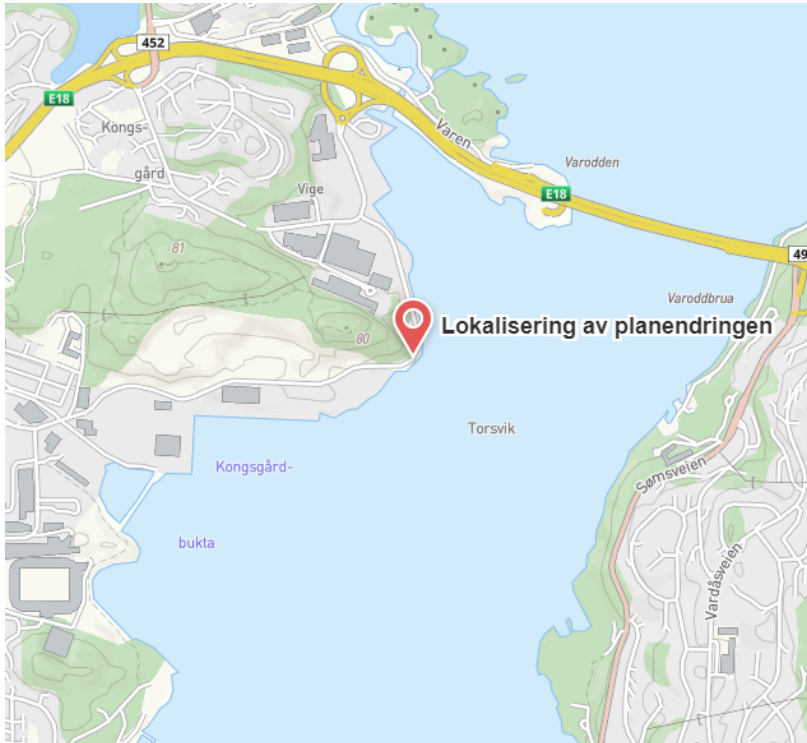 452
E18
Kongs-
gård
Varen
Varodden
Vige
E18
81
49
Varoddbrua
80
Lokalisering av planendringen
Torsvik
Kongsgård-
Sømsveien
bukta
Vardåsveien